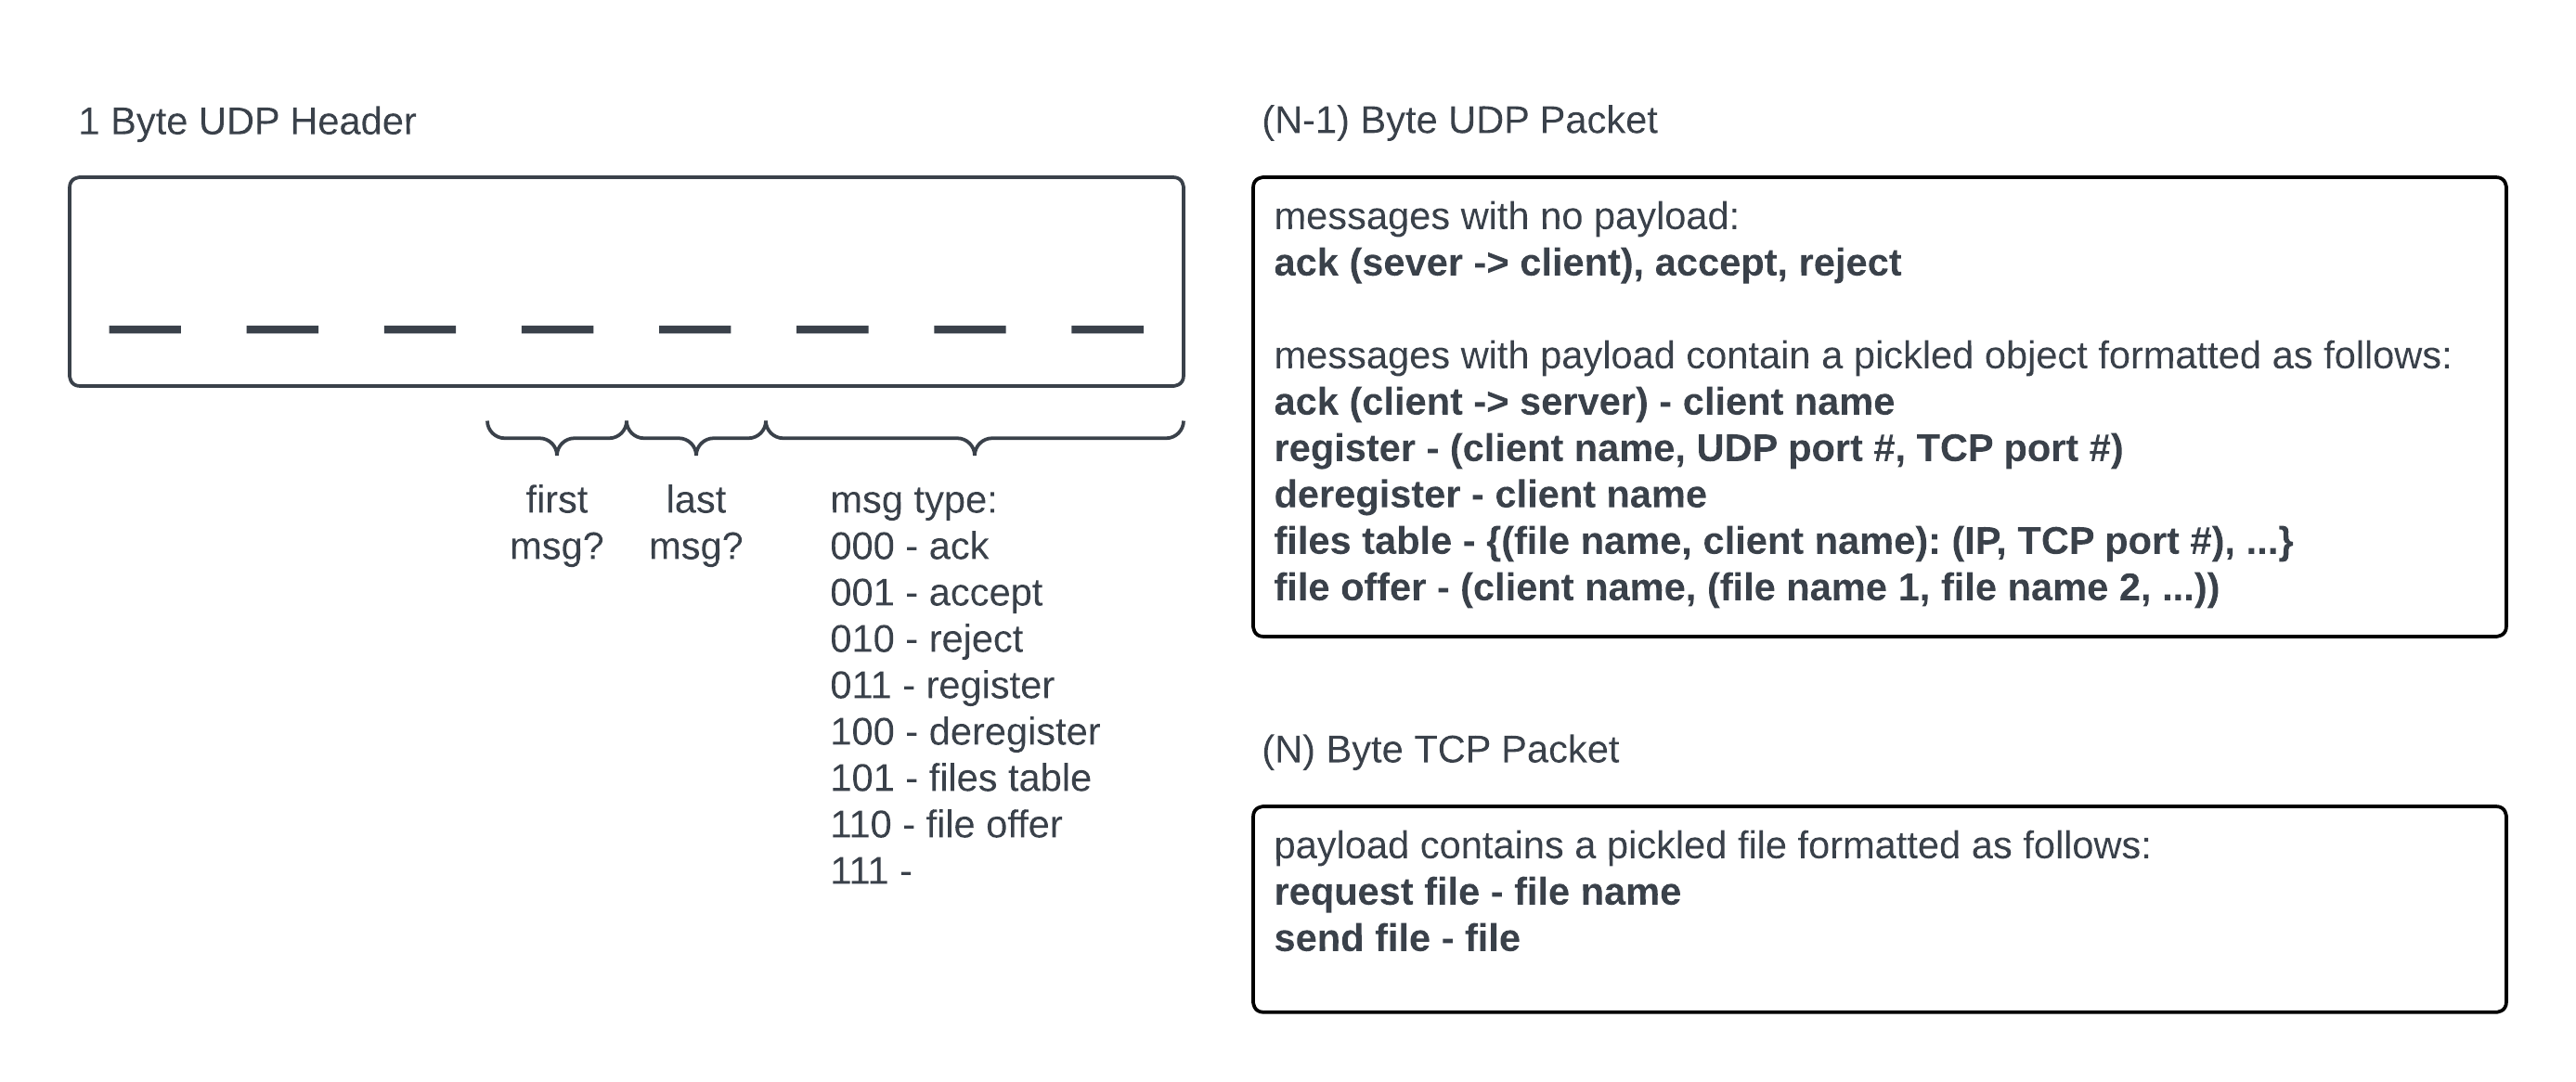 1 Byte UDP Header
first
msg?
last
msg?
msg type:
000 - ack
001 - accept
010 - reject
011 - register
100 - deregister
101 - files table
110 - file offer
111 -
(N-1) Byte UDP Packet
messages with no payload:
ack (sever -> client), accept, reject
messages with payload contain a pickled object formatted as follows:
ack (client -> server) - client name
register - (client name, UDP port #, TCP port #)
deregister - client name
files table - {(file name, client name): (IP, TCP port #), ...}
file offer - (client name, (file name 1, file name 2, ...))
(N) Byte TCP Packet
payload contains a pickled file formatted as follows:
request file - file name
send file - file